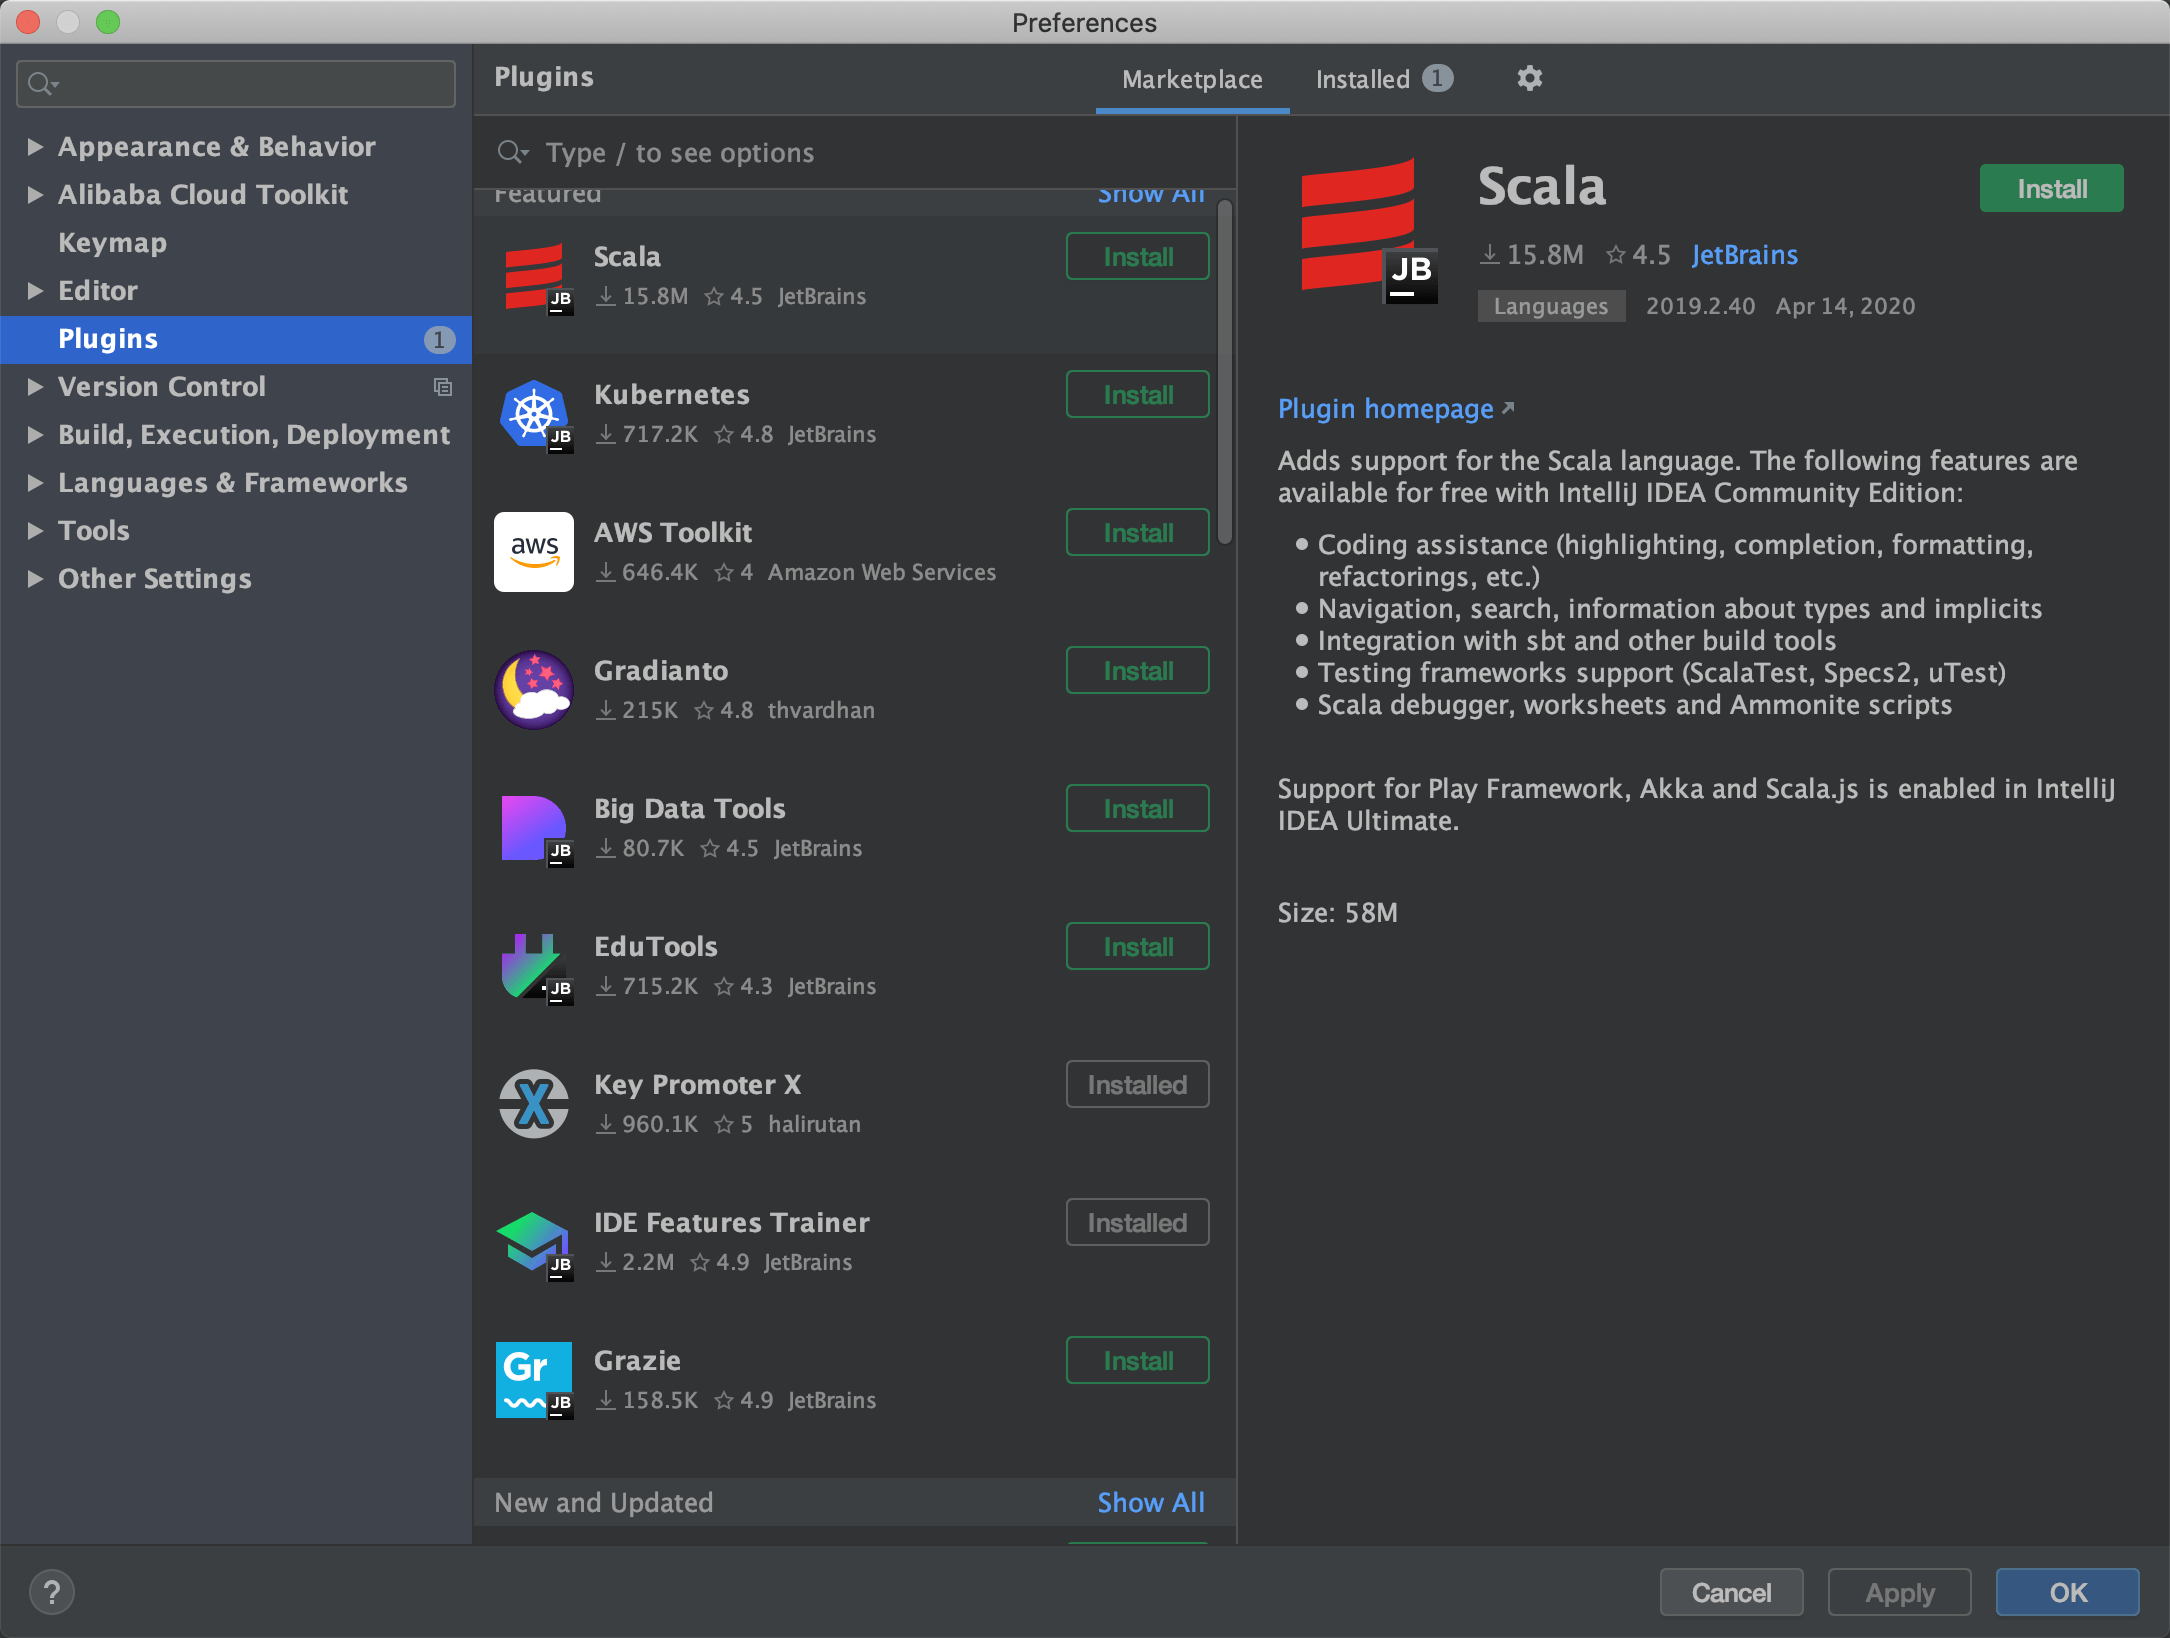 Preferences
Plugins
Marketplace
Installed 1
Appearance & Behavior
Alibaba Cloud Toolkit
Keymap
Editor
Plugins 1
Version Control
Build, Execution, Deployment
Languages & Frameworks
Tools
Other Settings
Type / to see options
Featured Show All
Scala Install
15.8M 4.5 JetBrains
Kubernetes Install
JB
717.2K 4.8 JetBrains
JB
AWS Toolkit Install
aws
646.4K 4 Amazon Web Services
Gradianto Install
215K 4.8 thvardhan
Big Data Tools Install
80.7K 4.5 JetBrains
JB
EduTools Install
715.2K 4.3 JetBrains
JB
Key Promoter X Installed
X
960.1K 5 halirutan
IDE Features Trainer Installed
2.2M 4.9 JetBrains
JB
Grazie Install
Gr
158.5K 4.9 JetBrains
JB
New and Updated Show All
Scala Install
15.8M 4.5 JetBrains
JB
Languages 2019.2.40 Apr 14, 2020
Plugin homepage
Adds support for the Scala language. The following features are
available for free with IntelliJ IDEA Community Edition:
• Coding assistance (highlighting, completion, formatting,
refactorings, etc.)
• Navigation, search, information about types and implicits
• Integration with sbt and other build tools
• Testing frameworks support (ScalaTest, Specs2, uTest)
• Scala debugger, worksheets and Ammonite scripts
Support for Play Framework, Akka and Scala.js is enabled in IntelliJ
IDEA Ultimate.
Size: 58M
?
Cancel Apply OK